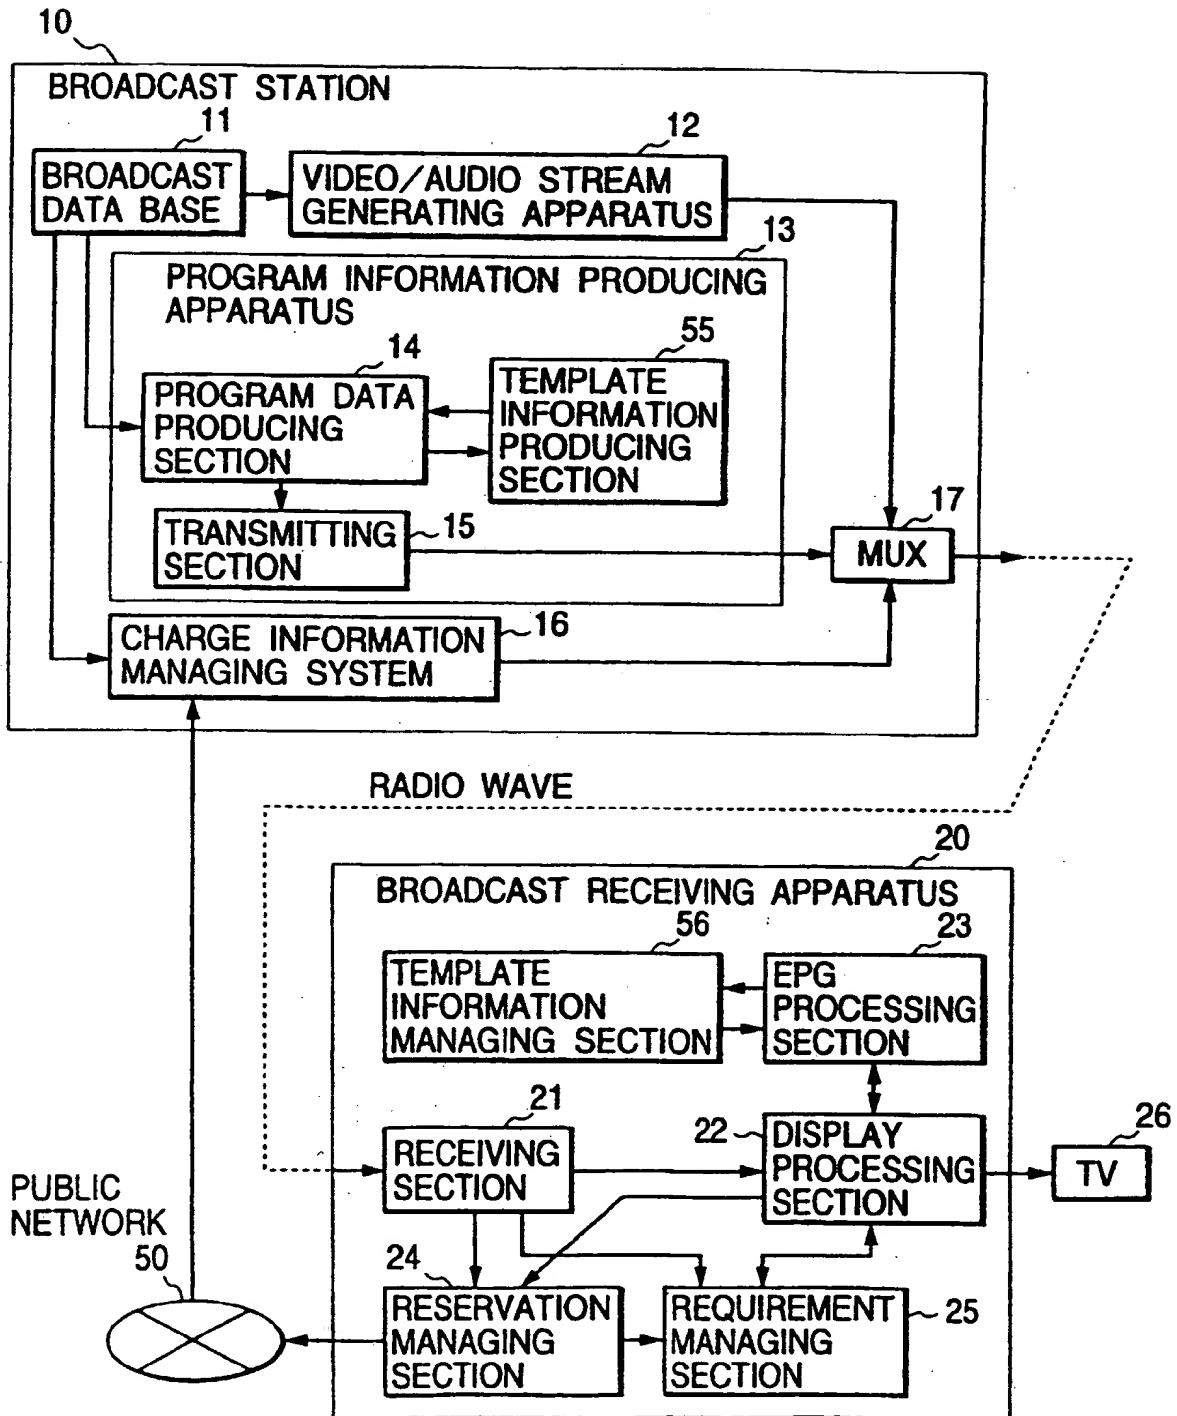 10
BROADCAST STATION
11
12
BROADCAST
DATA BASE
VIDEO/AUDIO STREAM
GENERATING APPARATUS
13
PROGRAM INFORMATION PRODUCING
APPARATUS
14
55
PROGRAM DATA
PRODUCING
SECTION
TEMPLATE
INFORMATION
PRODUCING
SECTION
TRANSMITTING
SECTION
15
17
MUX
CHARGE INFORMATION
MANAGING SYSTEM
16
RADIO WAVE
20
BROADCAST RECEIVING APPARATUS
56
23
TEMPLATE
INFORMATION
MANAGING SECTION
EPG
PROCESSING
SECTION
21
RECEIVING
SECTION
22
DISPLAY
PROCESSING
SECTION
26
TV
PUBLIC
NETWORK
50
24
RESERVATION
MANAGING
SECTION
REQUIREMENT
MANAGING
SECTION
25